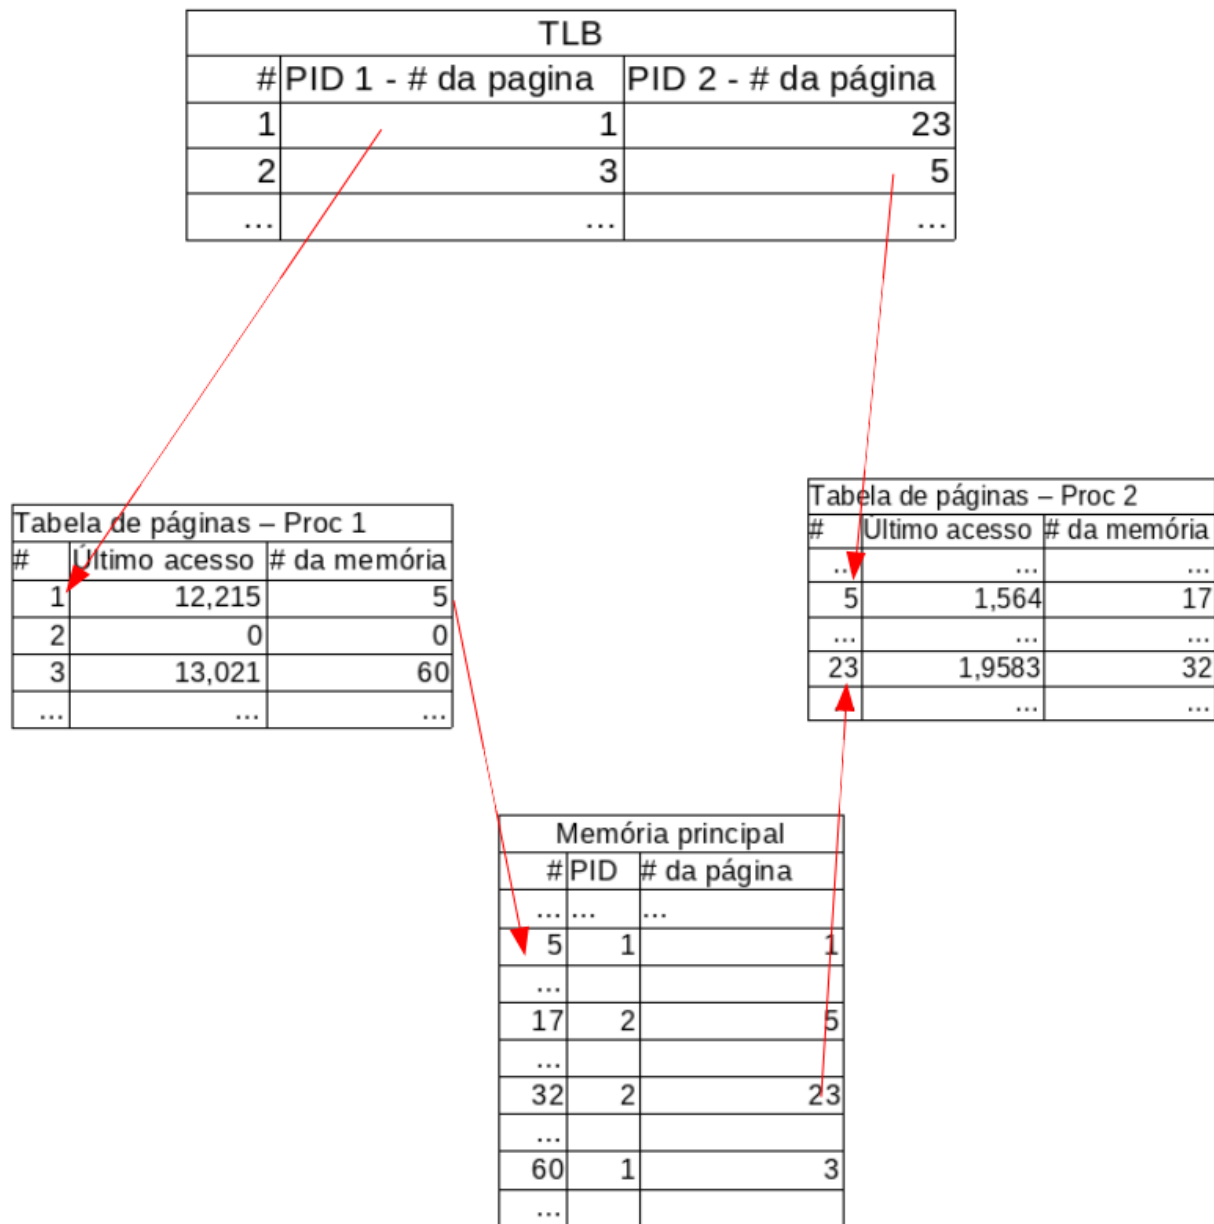 TLB
# PID 1 - # da pagina PID 2 - # da página
1 1 23
2 3 5
... ... ...
Tabela de páginas – Proc 1
# Último acesso # da memória
1 12,215 5
2 0 0
3 13,021 60
... ... ...
Tabela de páginas – Proc 2
# Último acesso # da memória
... ... ...
5 1,564 17
... ... ...
23 1,9583 32
... ... ...
Memória principal
# PID # da página
... ... ...
5 1 1
...
17 2 5
...
32 2 23
...
60 1 3
...